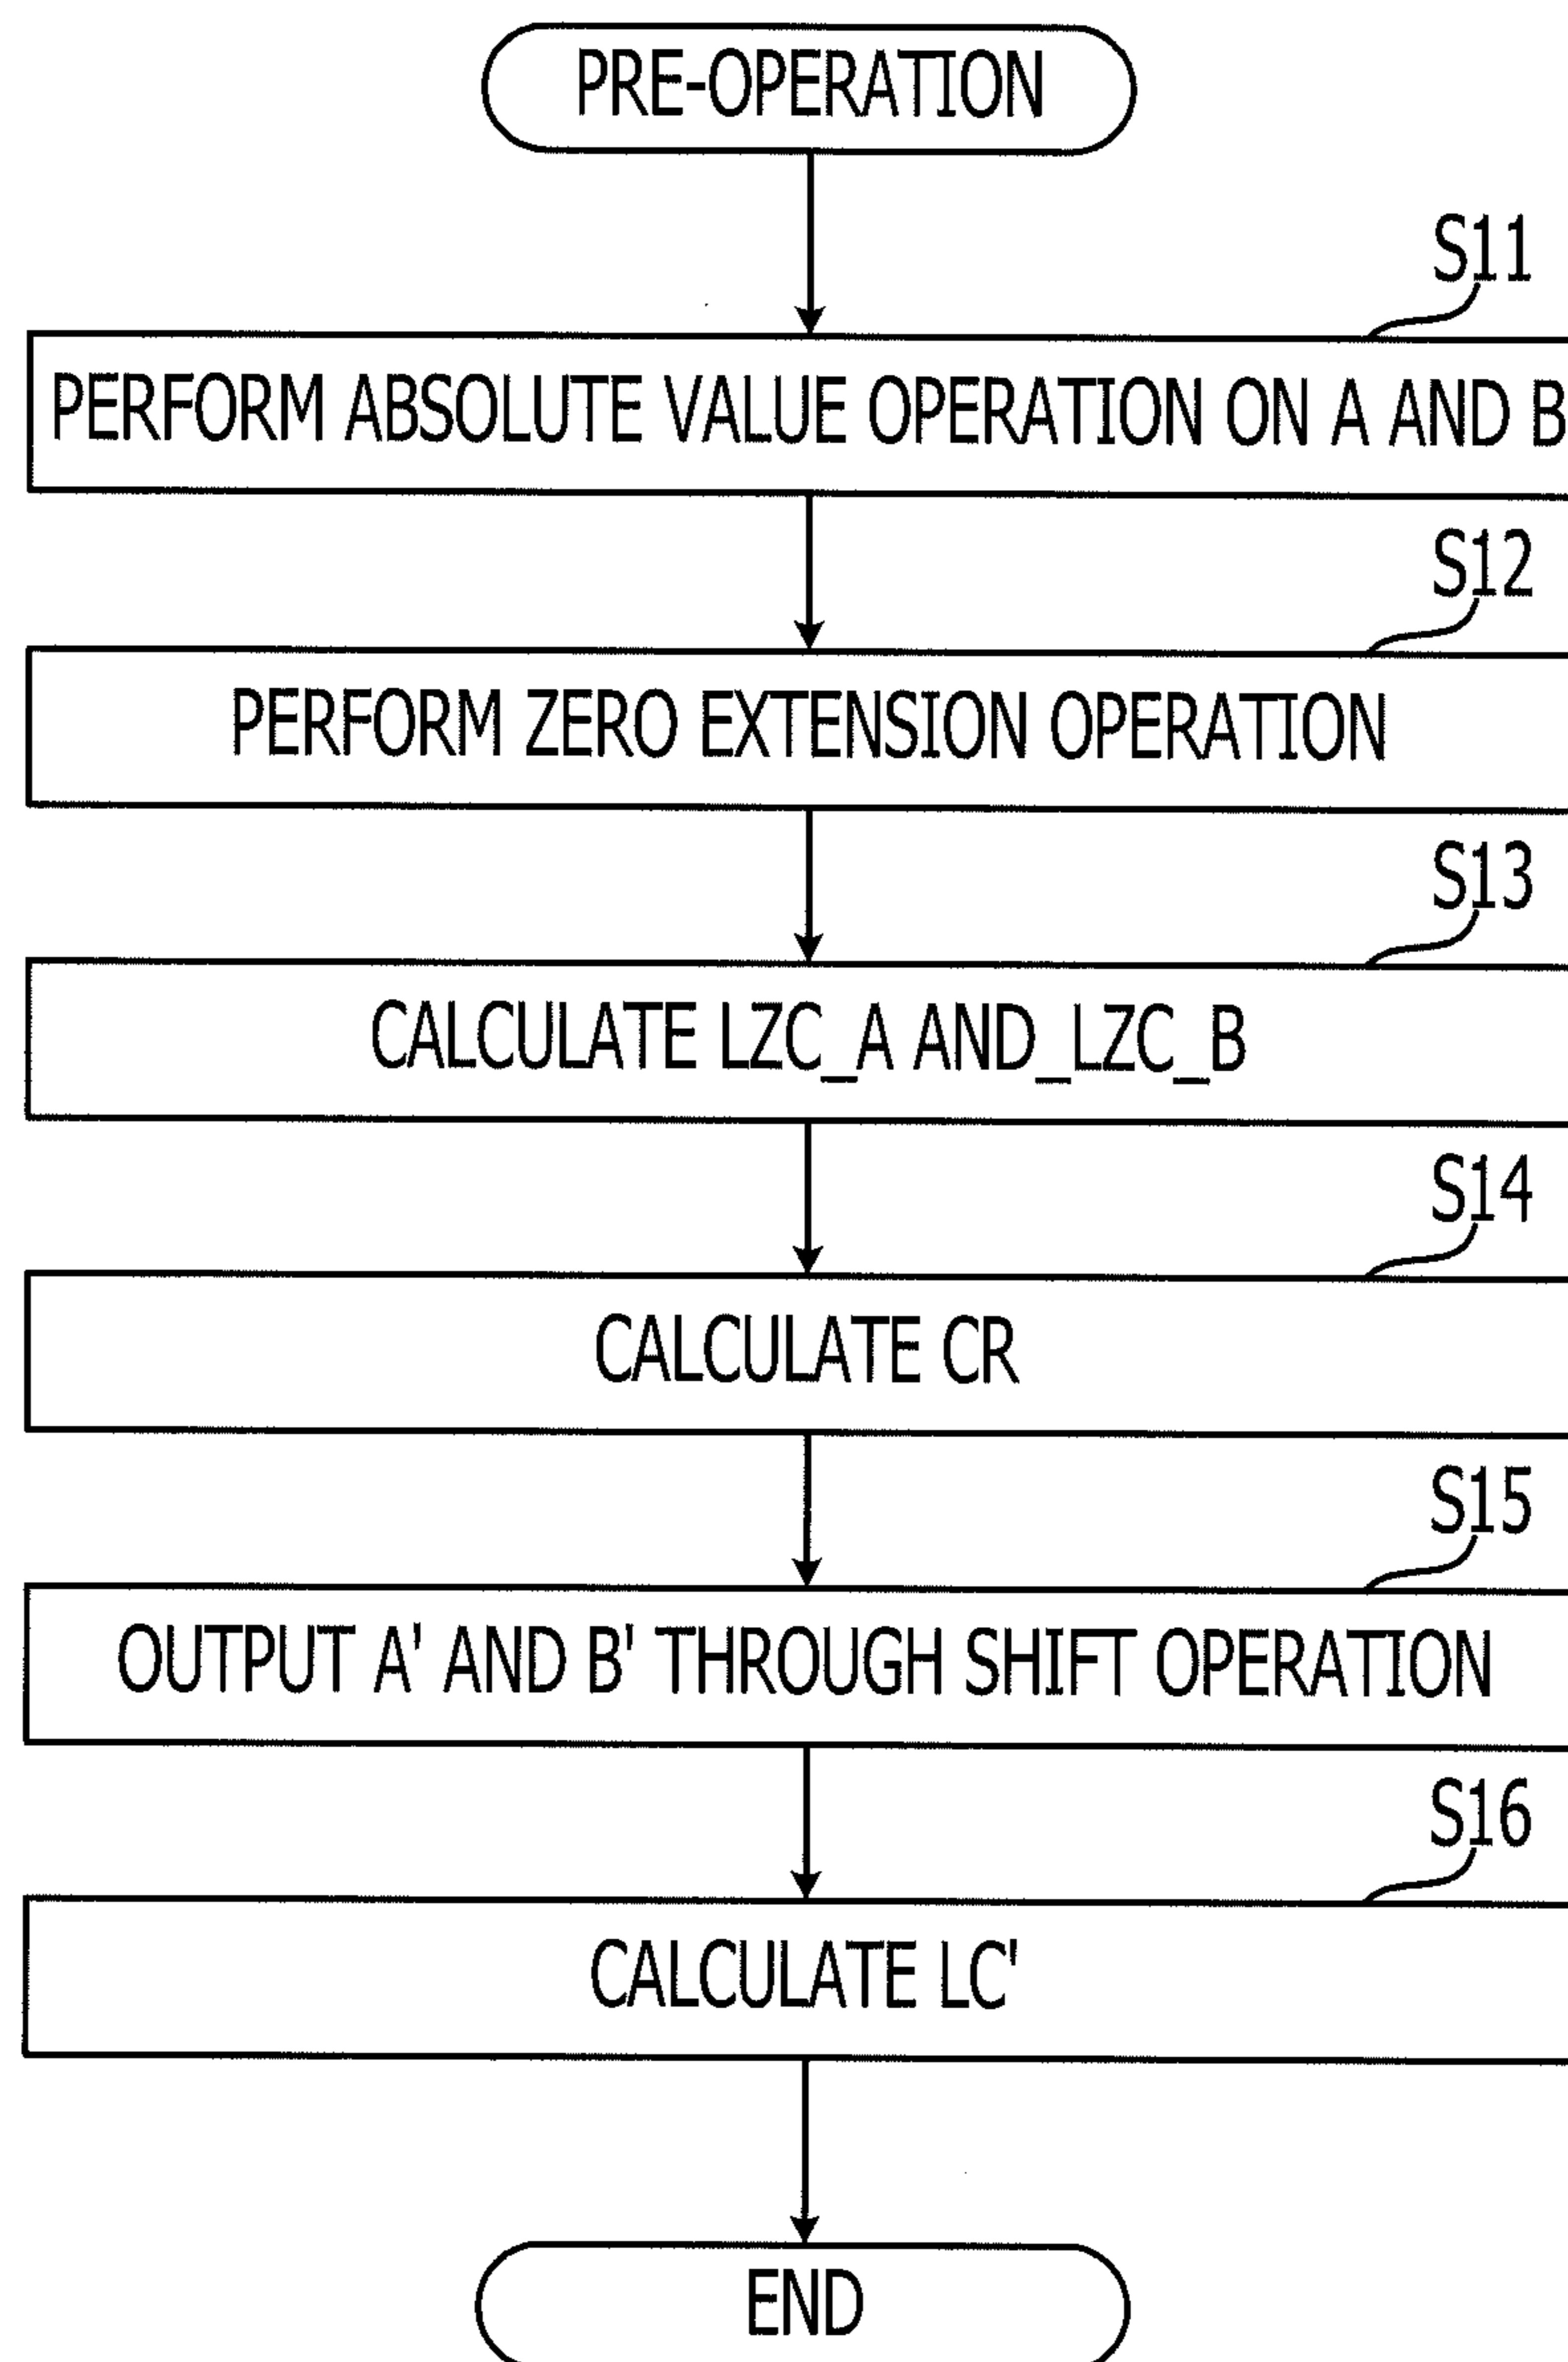 PRE-OPERATION
S11
PERFORM ABSOLUTE VALUE OPERATION ON A AND B
S12
PERFORM ZERO EXTENSION OPERATION
S13
CALCULATE LZC_A AND_LZC_B
S14
CALCULATE CR
S15
OUTPUT A' AND B' THROUGH SHIFT OPERATION
S16
CALCULATE LC'
END